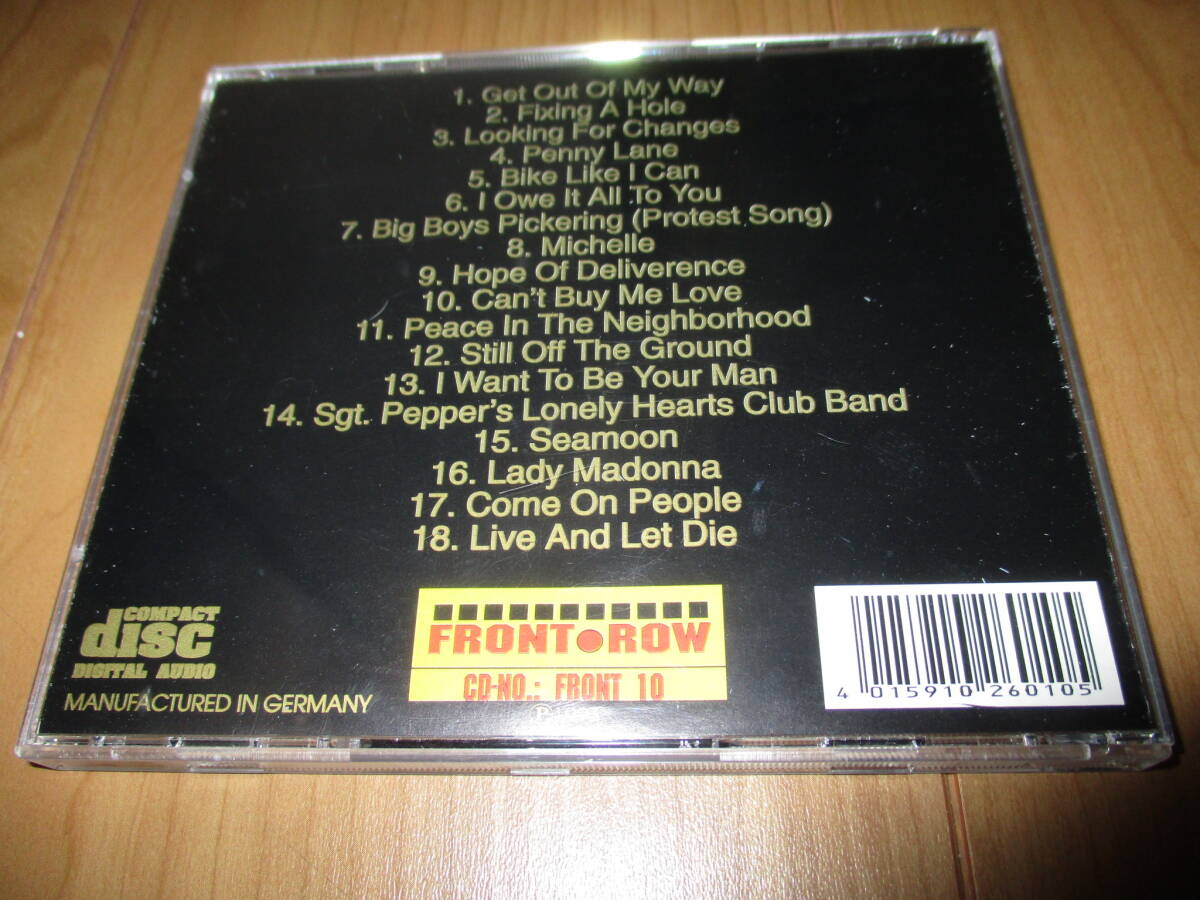 1. Get Out Of My Way
2. Fixing A Hole
3. Looking For Changes
4. Penny Lane
5. Bike Like I Can
6. I Owe It All To You
7. Big Boys Pickering (Protest Song)
8. Michelle
9. Hope Of Deliverence
10. Can't Buy Me Love
11. Peace In The Neighborhood
12. Still Off The Ground
13. I Want To Be Your Man
14. Sgt. Pepper's Lonely Hearts Club Band
15. Seamoon
16. Lady Madonna
17. Come On People
18. Live And Let Die
COMPACT
disc
DIGITAL AUDIO
MANUFACTURED IN GERMANY
FRONT ROW
CD-NO.: FRONT 10
4 015910 260105